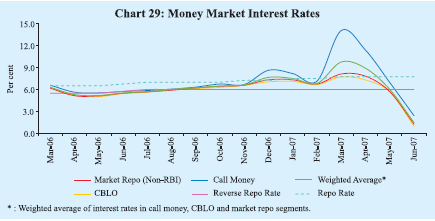 Chart 29: Money Market Interest Rates
Per cent
15.0
12.0
9.0
6.0
3.0
0.0
Mar-06
Apr-06
May-06
Jun-06
Jul-06
Aug-06
Sep-06
Oct-06
Nov-06
Dec-06
Jan-07
Feb-07
Mar-07
Apr-07
May-07
Jun-07
Market Repo (Non-RBI) Call Money Weighted Average*
CBLO Reverse Repo Rate Repo Rate
* : Weighted average of interest rates in call money, CBLO and market repo segments.